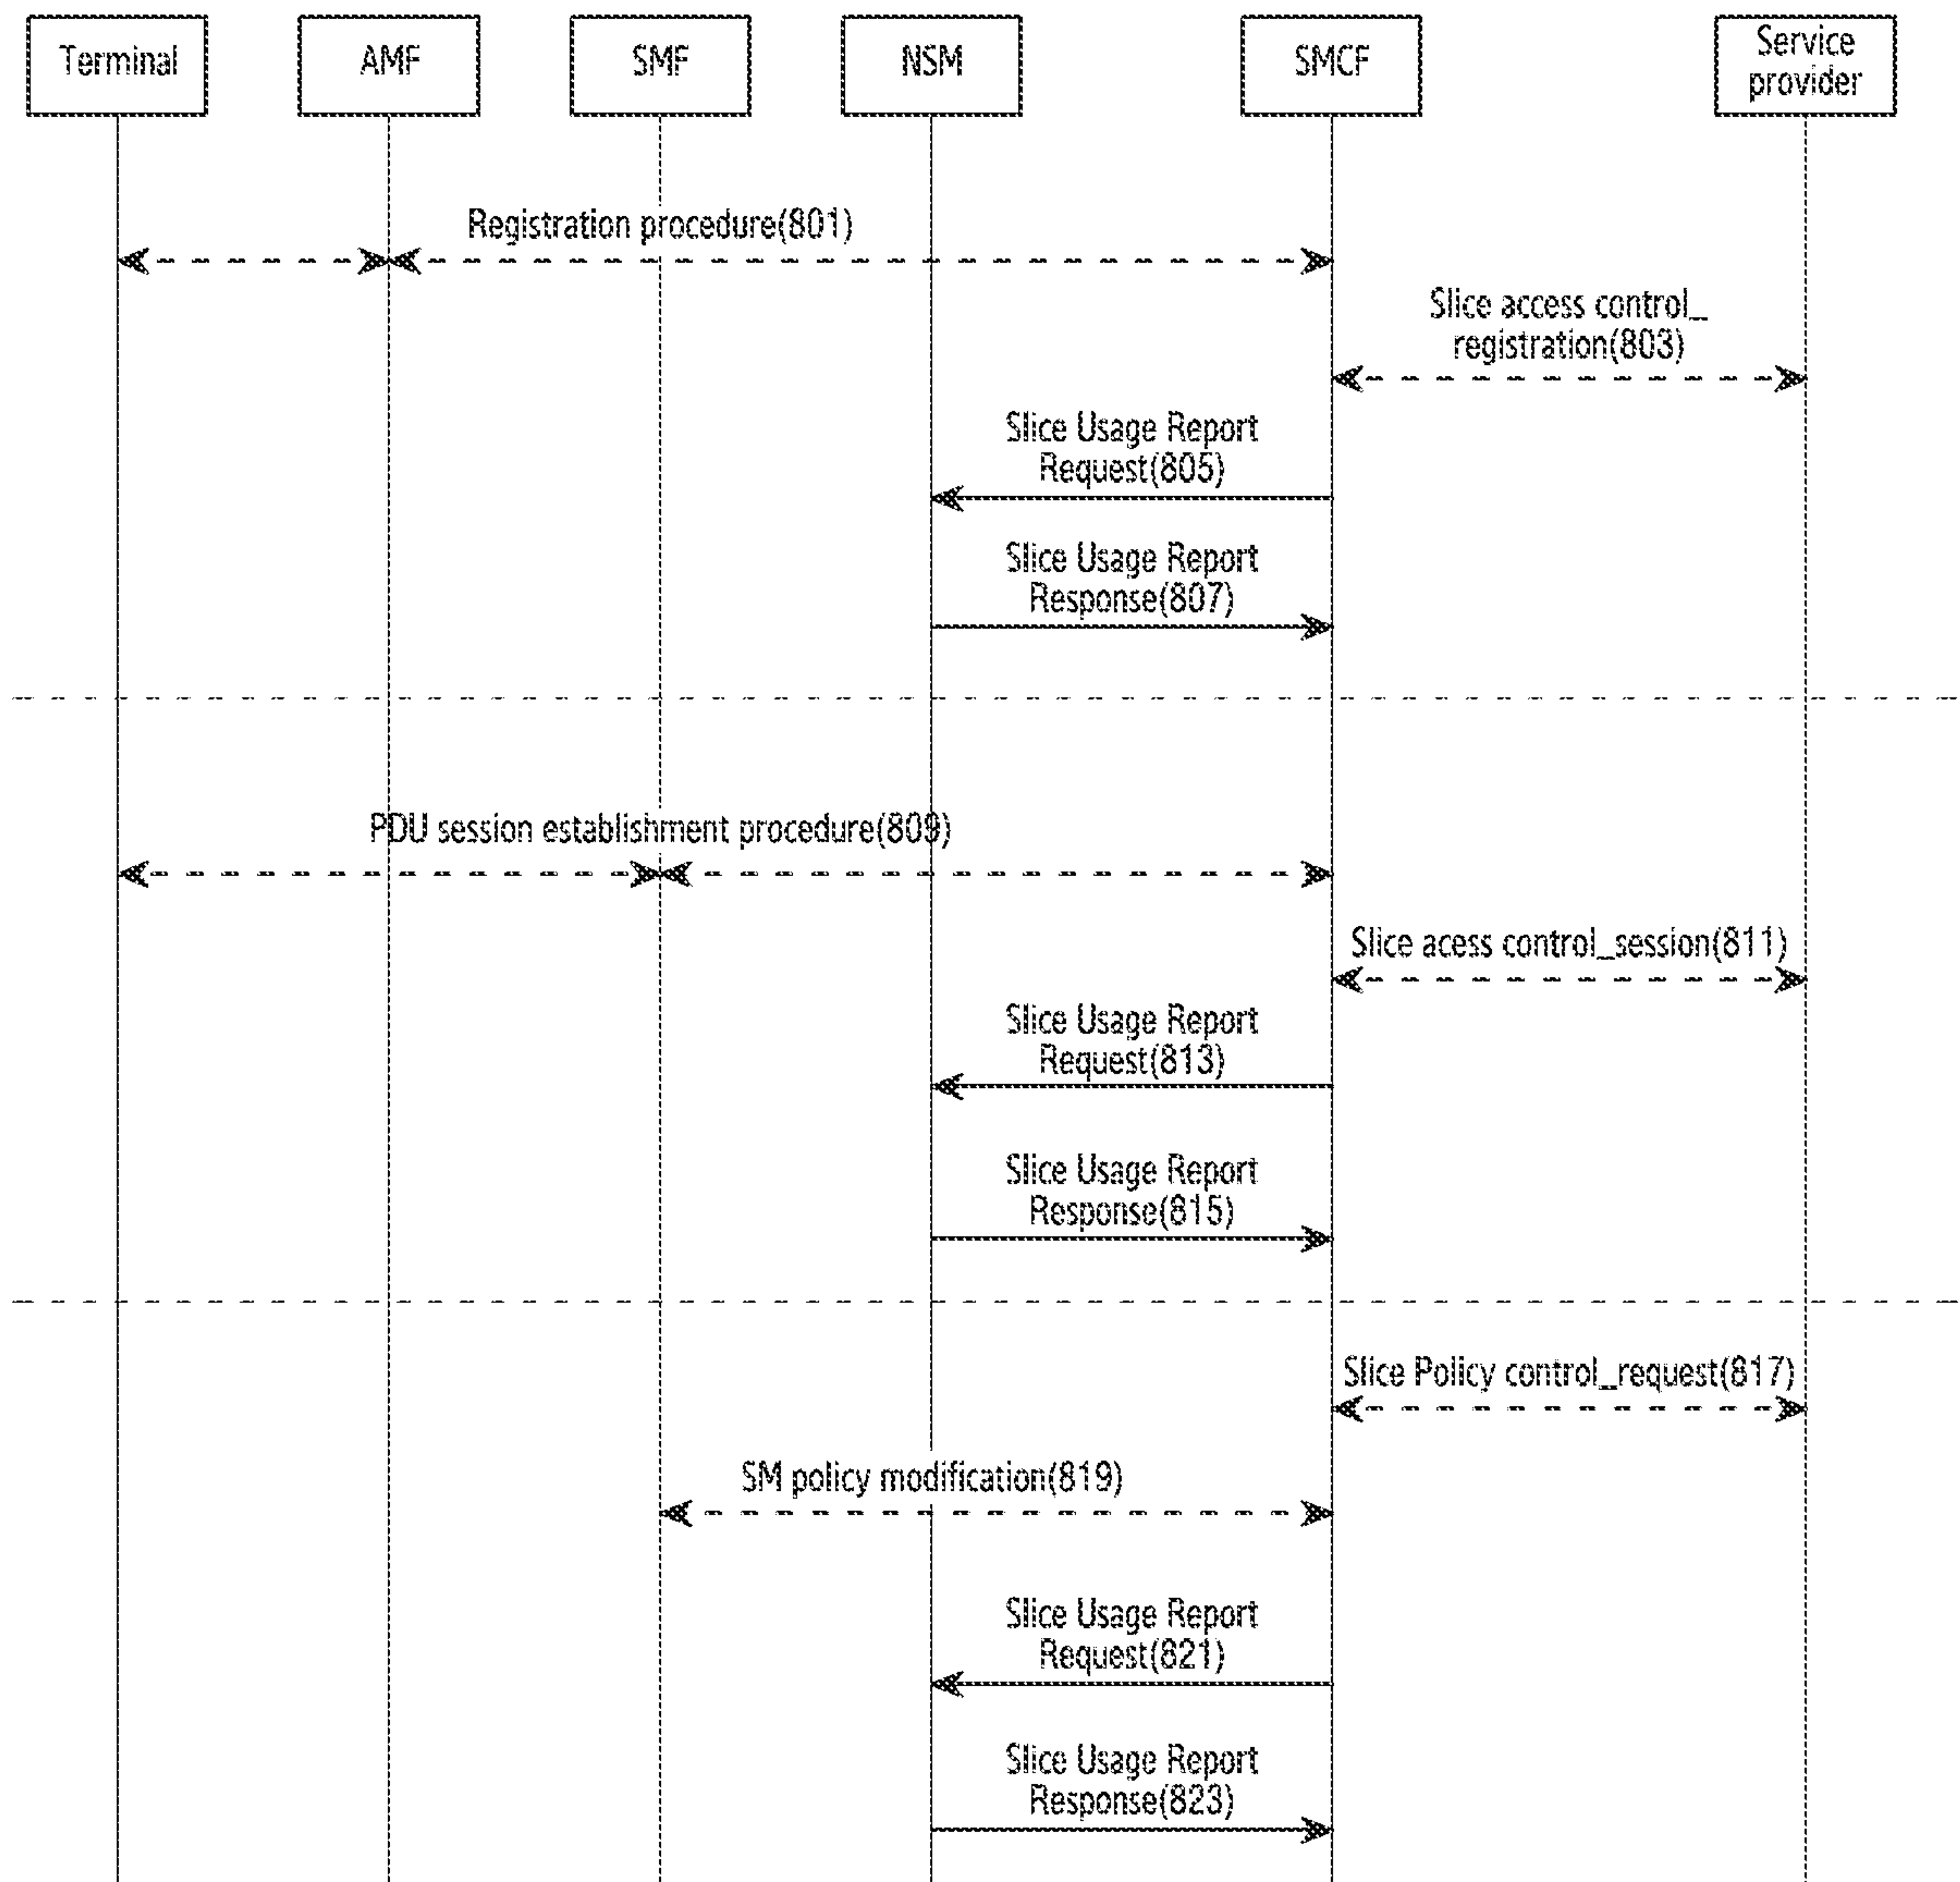 Terminal
AMF
SMF
NSM
SMCF
Service
provider
Registration procedure(801)
Slice access control_
registration(803)
Slice Usage Report
Request(805)
Slice Usage Report
Response(807)
PDU session establishment procedure(809)
Slice acess control_session(811)
Slice Usage Report
Request(813)
Slice Usage Report
Response(815)
Slice Policy control_request(817)
SM policy modification(819)
Slice Usage Report
Request(821)
Slice Usage Report
Response(823)